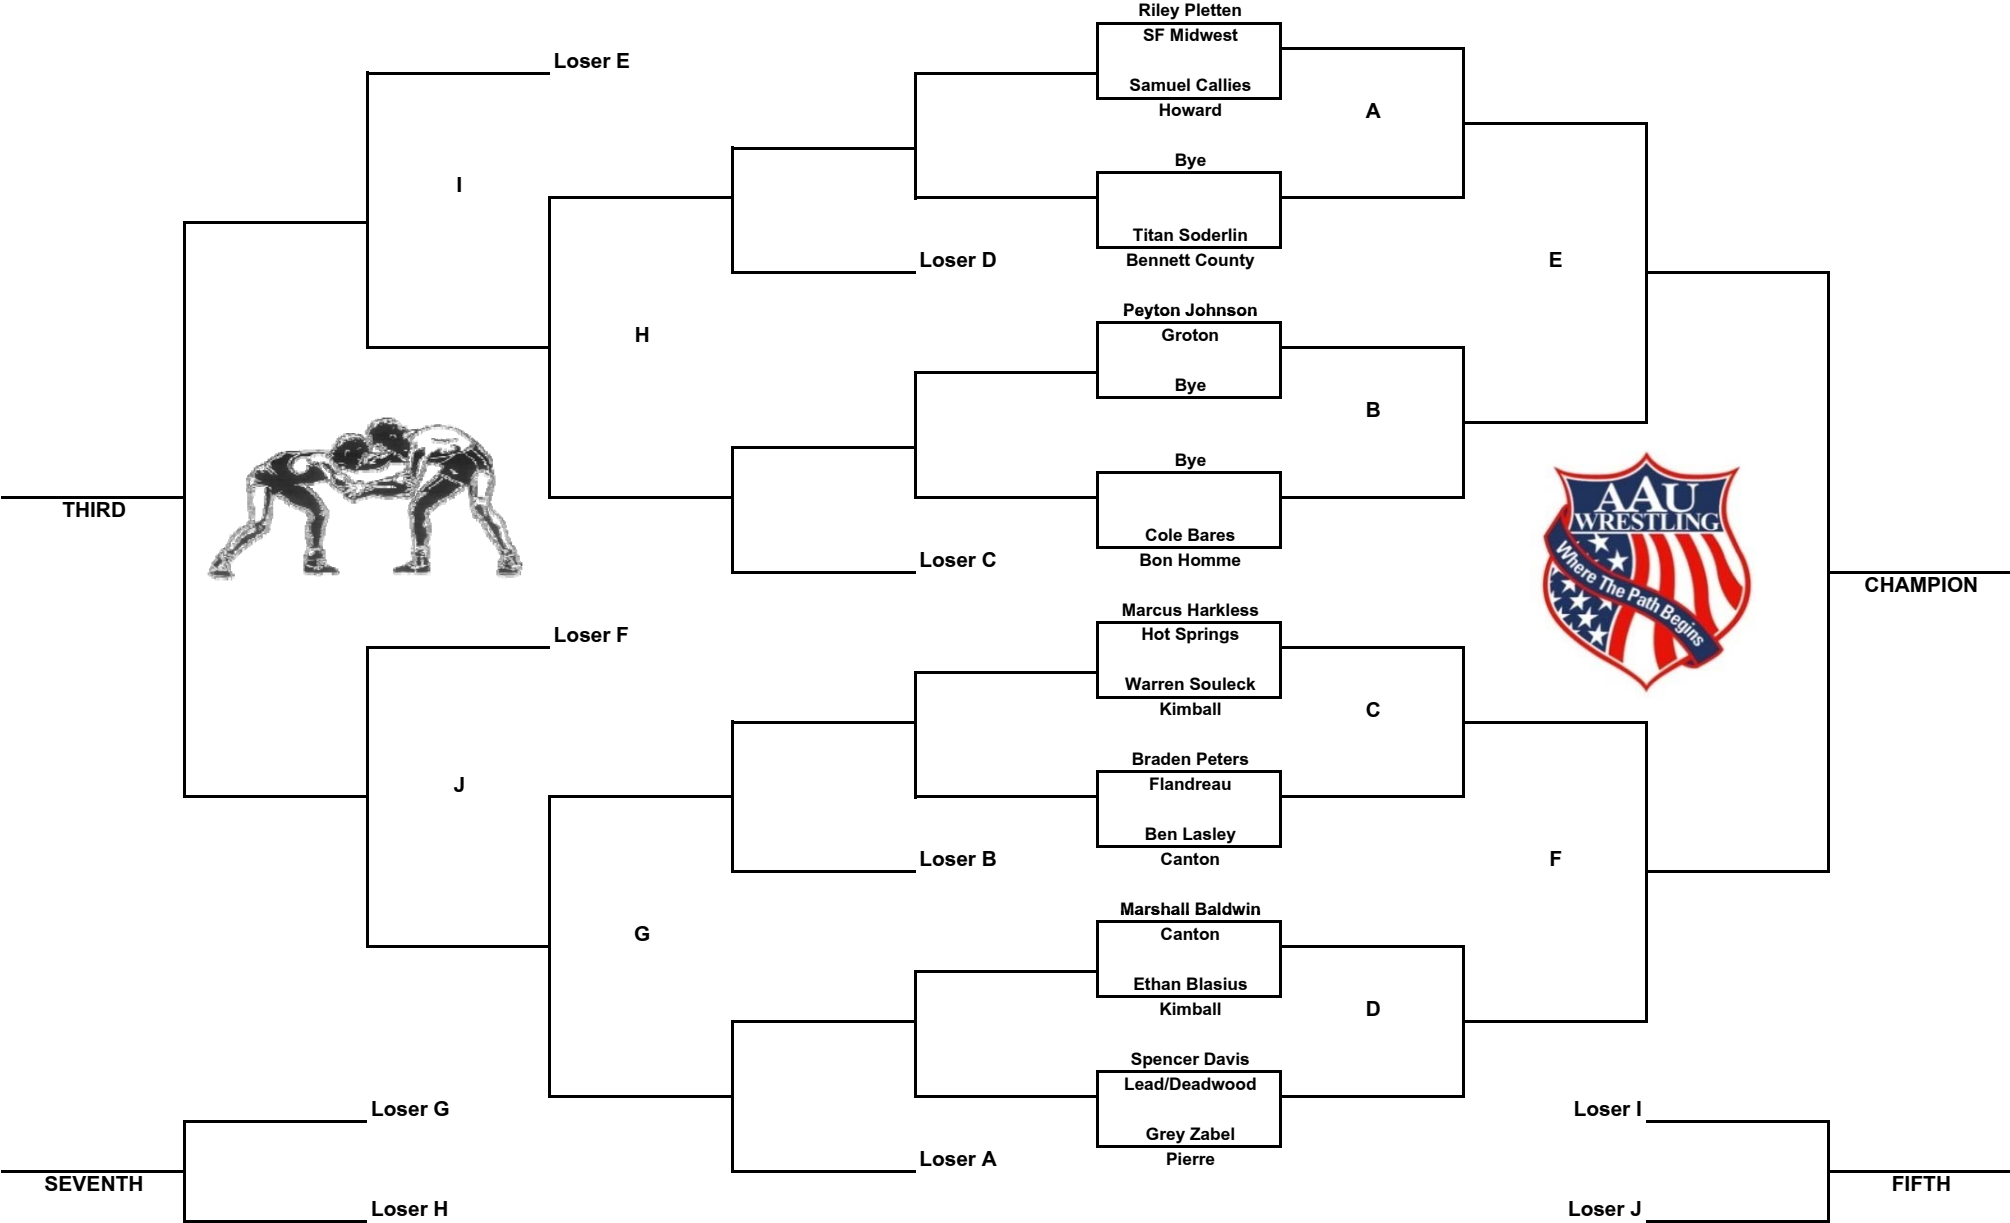 Riley Pletten
SF Midwest
Loser E
Samuel Callies
Howard
A
Bye
I
Titan Soderlin
Loser D
Bennett County
E
Peyton Johnson
Groton
H
Bye
B
Bye
AAU
WRESTLING
Where The Path Begins
THIRD
Cole Bares
Loser C
Bon Homme
CHAMPION
Marcus Harkless
Loser F
Hot Springs
Warren Souleck
Kimball
C
Braden Peters
J
Flandreau
Ben Lasley
Loser B
Canton
F
Marshall Baldwin
G
Canton
Ethan Blasius
Kimball
D
Spencer Davis
Lead/Deadwood
Loser G
Loser I
Grey Zabel
Loser A
Pierre
SEVENTH
FIFTH
Loser H
Loser J